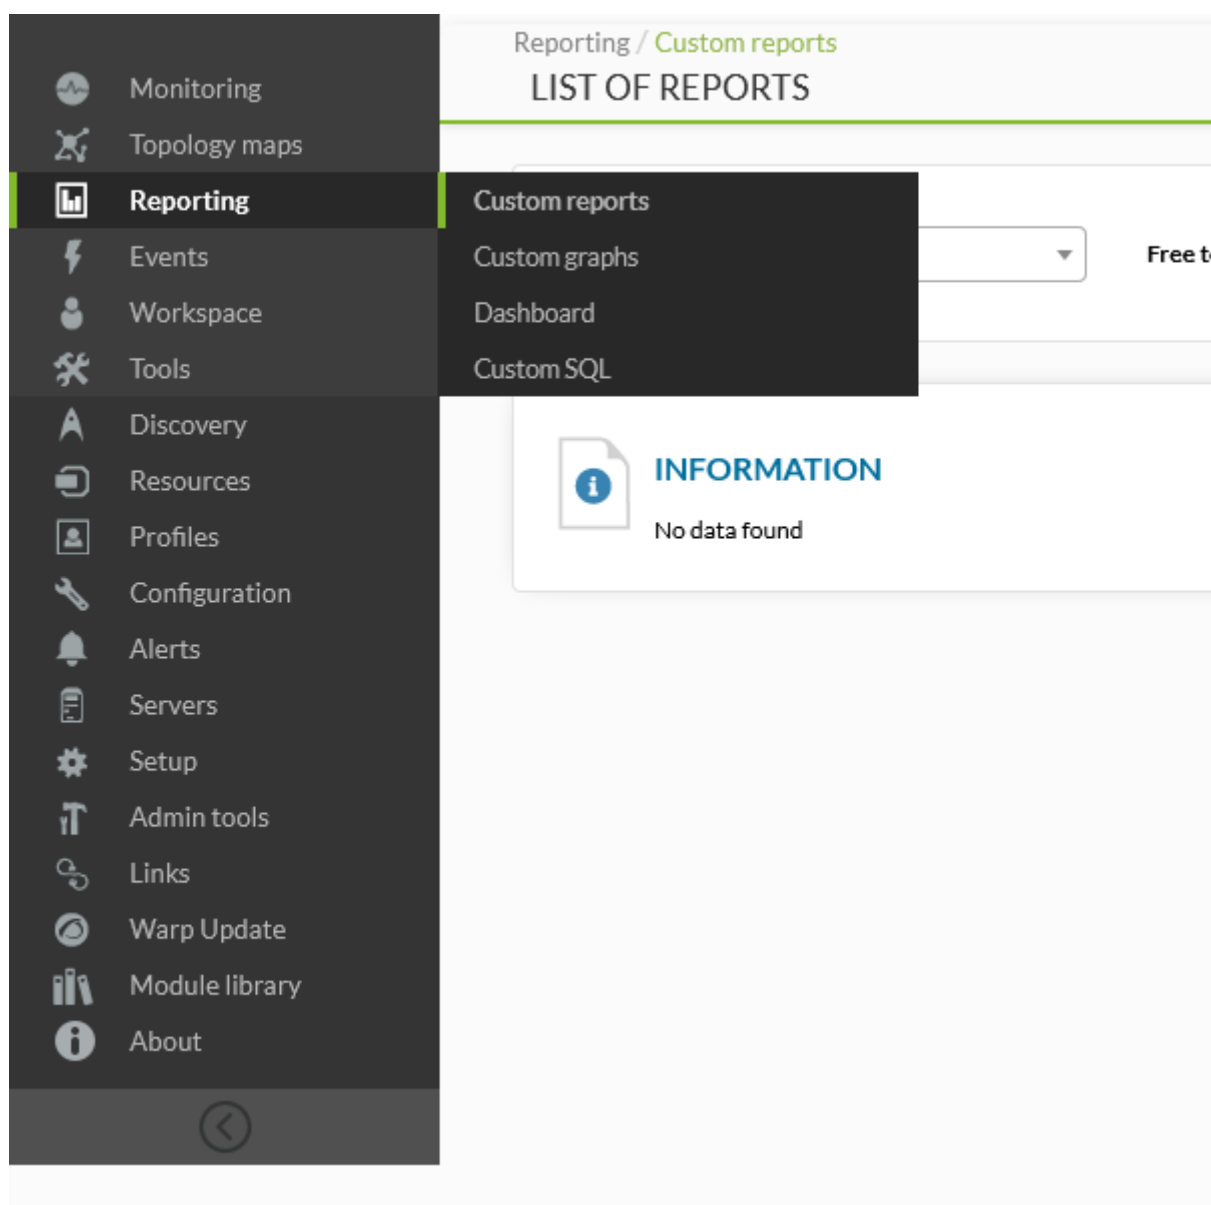 Reporting / Custom reports
LIST OF REPORTS
Monitoring
Topology maps
Reporting
Events
Workspace
Tools
Discovery
Resources
Profiles
Configuration
Alerts
Servers
Setup
Admin tools
Links
Warp Update
Module library
About
Custom reports
Custom graphs
Dashboard
Custom SQL
Free t
INFORMATION
No data found